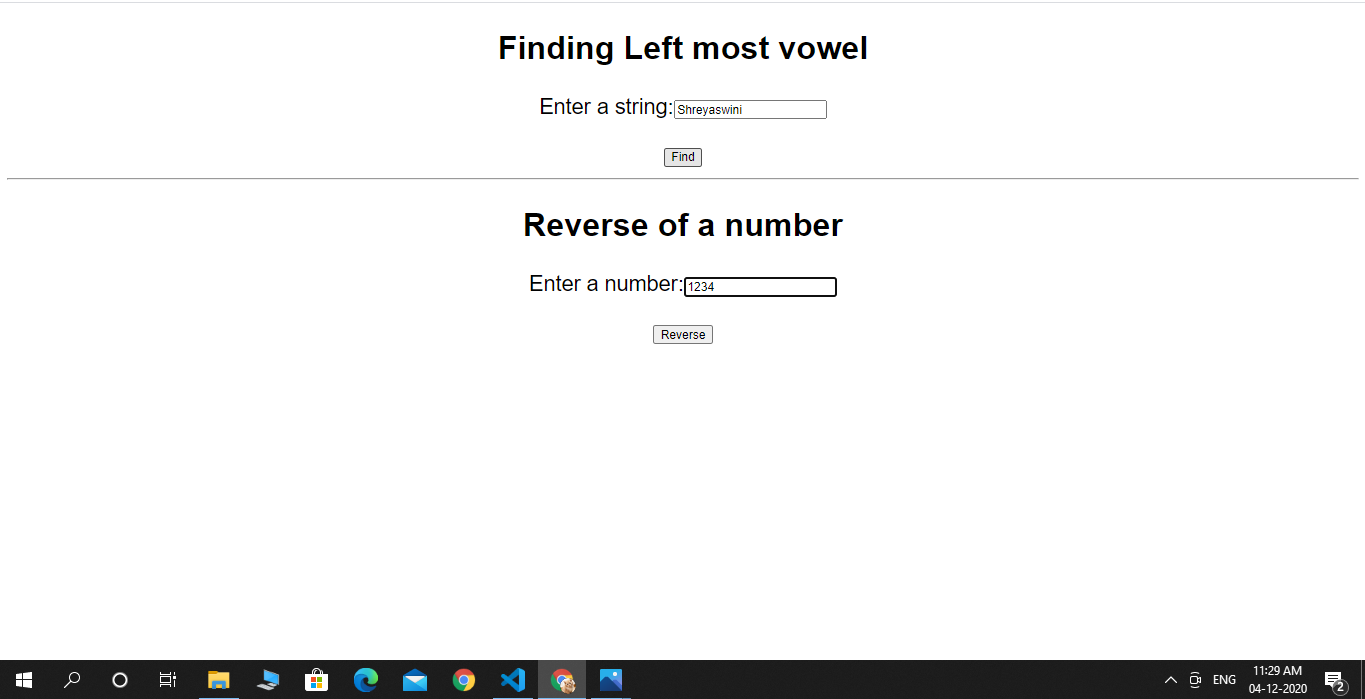 Finding Left most vowel
Enter a string: Shreyaswini
Find
Reverse of a number
Enter a number: 1234
Reverse
ENG
11:29 AM
04-12-2020
2